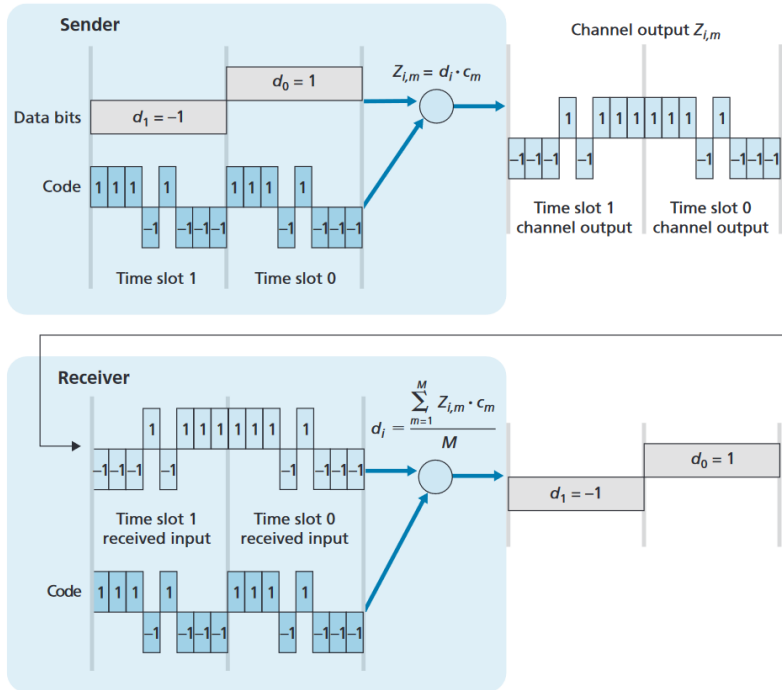 Sender
Channel output Z_{i,m}
d_0 = 1
Z_{i,m} = d_i · c_m
Data bits
d_1 = –1
1 1 1 1 1 1 1 1
–1–1–1 –1 –1 –1–1–1
Code
1 1 1 1 1 1 1 1
–1 –1–1–1 –1 –1–1–1
Time slot 1 channel output
Time slot 0 channel output
Time slot 1
Time slot 0
Receiver
d_i = \frac{\sum_{m=1}^{M} Z_{i,m} · c_m}{M}
1 1 1 1 1 1 1 1
–1–1–1 –1 –1 –1–1–1
d_0 = 1
d_1 = –1
Time slot 1 received input
Time slot 0 received input
Code
1 1 1 1 1 1 1 1
–1 –1–1–1 –1 –1–1–1